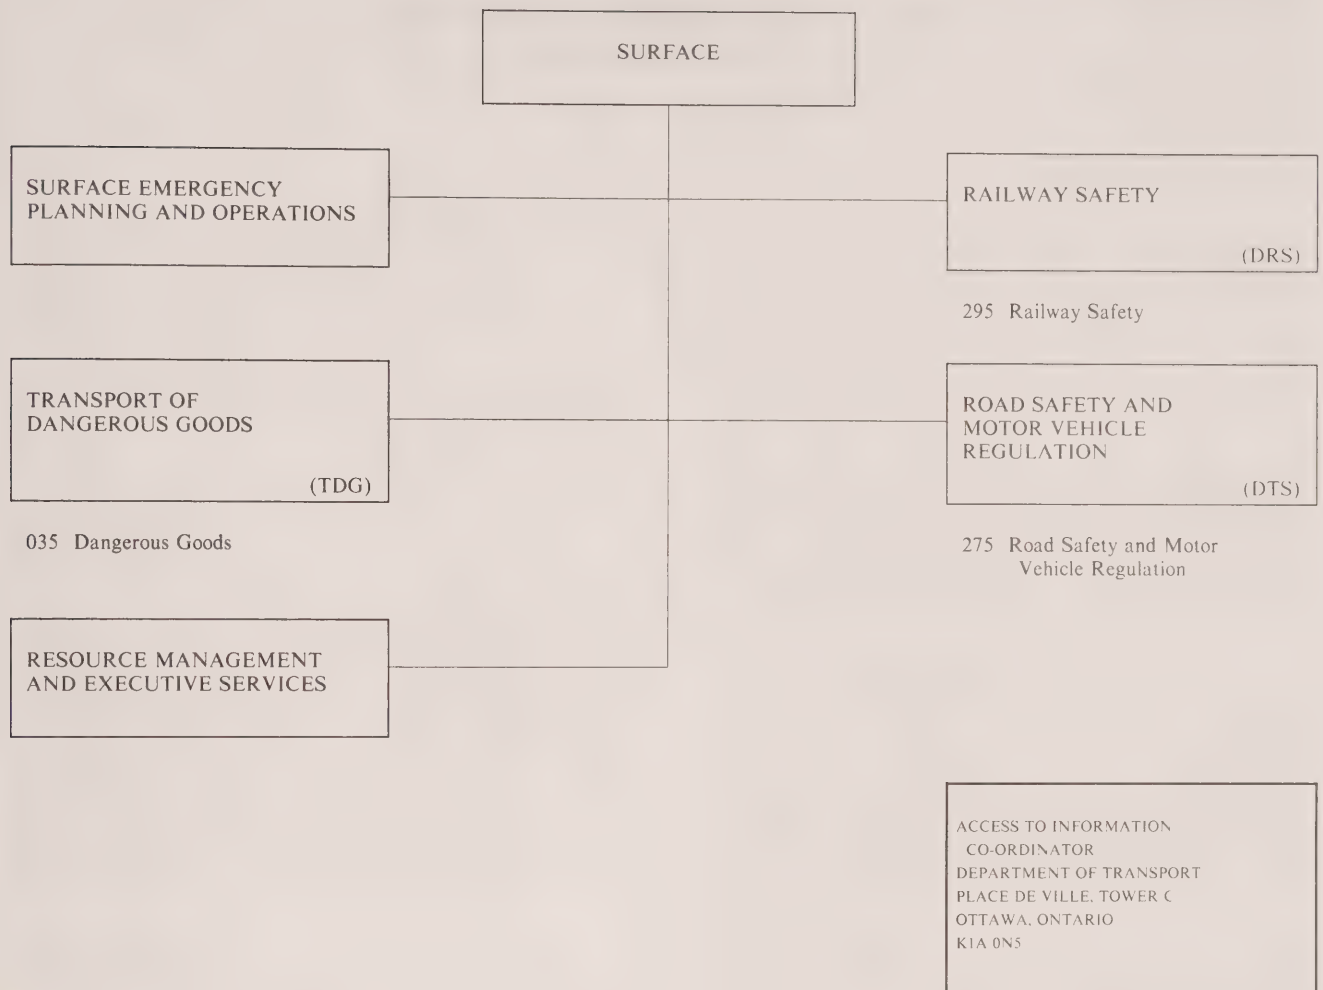 SURFACE
SURFACE EMERGENCY
PLANNING AND OPERATIONS
RAILWAY SAFETY
(DRS)
295 Railway Safety
TRANSPORT OF
DANGEROUS GOODS
(TDG)
035 Dangerous Goods
ROAD SAFETY AND
MOTOR VEHICLE
REGULATION
(DTS)
275 Road Safety and Motor
Vehicle Regulation
RESOURCE MANAGEMENT
AND EXECUTIVE SERVICES
ACCESS TO INFORMATION
CO-ORDINATOR
DEPARTMENT OF TRANSPORT
PLACE DE VILLE, TOWER C
OTTAWA, ONTARIO
K1A 0N5